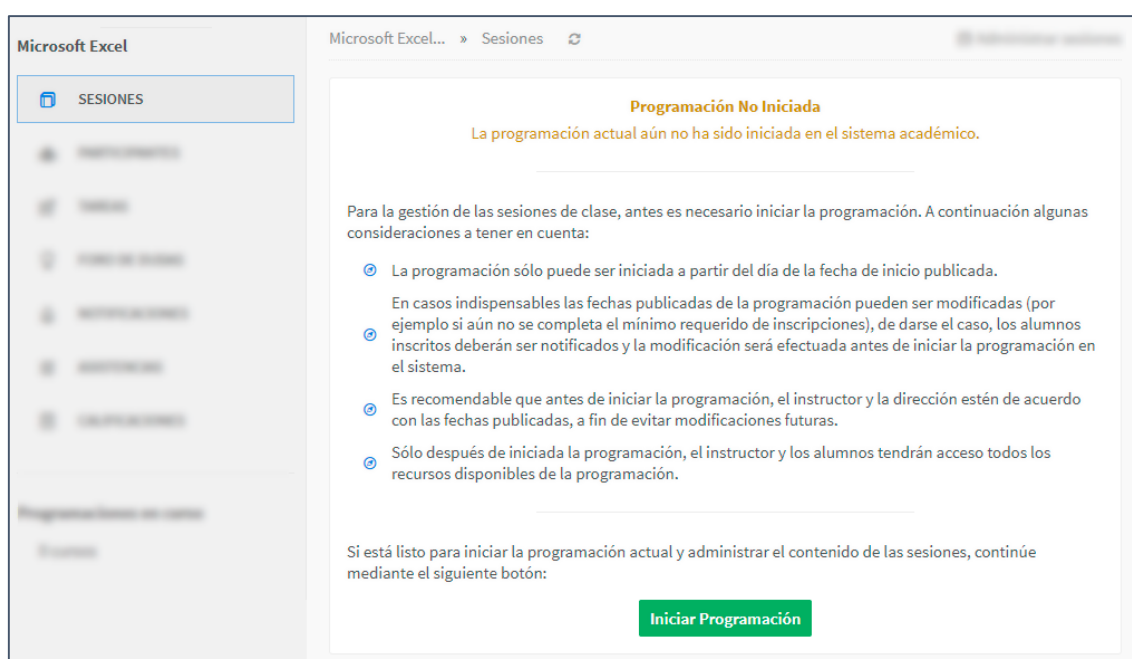 Microsoft Excel
SESIONES
Microsoft Excel... » Sesiones
Programación No Iniciada
La programación actual aún no ha sido iniciada en el sistema académico.
Para la gestión de las sesiones de clase, antes es necesario iniciar la programación. A continuación algunas
consideraciones a tener en cuenta:
La programación sólo puede ser iniciada a partir del día de la fecha de inicio publicada.
En casos indispensables las fechas publicadas de la programación pueden ser modificadas (por
ejemplo si aún no se completa el mínimo requerido de inscripciones), de darse el caso, los alumnos
inscritos deberán ser notificados y la modificación será efectuada antes de iniciar la programación en
el sistema.
Es recomendable que antes de iniciar la programación, el instructor y la dirección estén de acuerdo
con las fechas publicadas, a fin de evitar modificaciones futuras.
Sólo después de iniciada la programación, el instructor y los alumnos tendrán acceso todos los
recursos disponibles de la programación.
Si está listo para iniciar la programación actual y administrar el contenido de las sesiones, continúe
mediante el siguiente botón:
Iniciar Programación